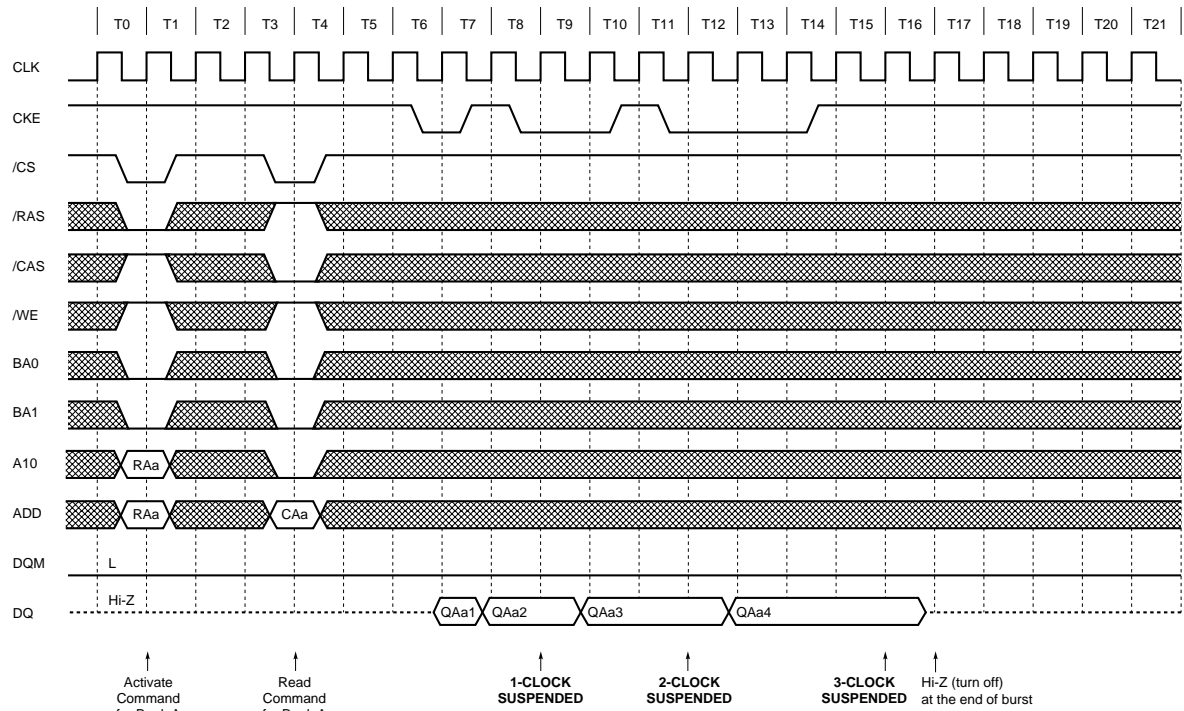 T0 T1 T2 T3 T4 T5 T6 T7 T8 T9 T10 T11 T12 T13 T14 T15 T16 T17 T18 T19 T20 T21
CLK
CKE
/CS
/RAS
/CAS
/WE
BA0
BA1
A10 RAa
ADD RAa CAa
DQM L
Hi-Z
DQ QAa1 QAa2 QAa3 QAa4
Activate Read 1-CLOCK 2-CLOCK 3-CLOCK Hi-Z (turn off)
Command Command SUSPENDED SUSPENDED SUSPENDED at the end of burst